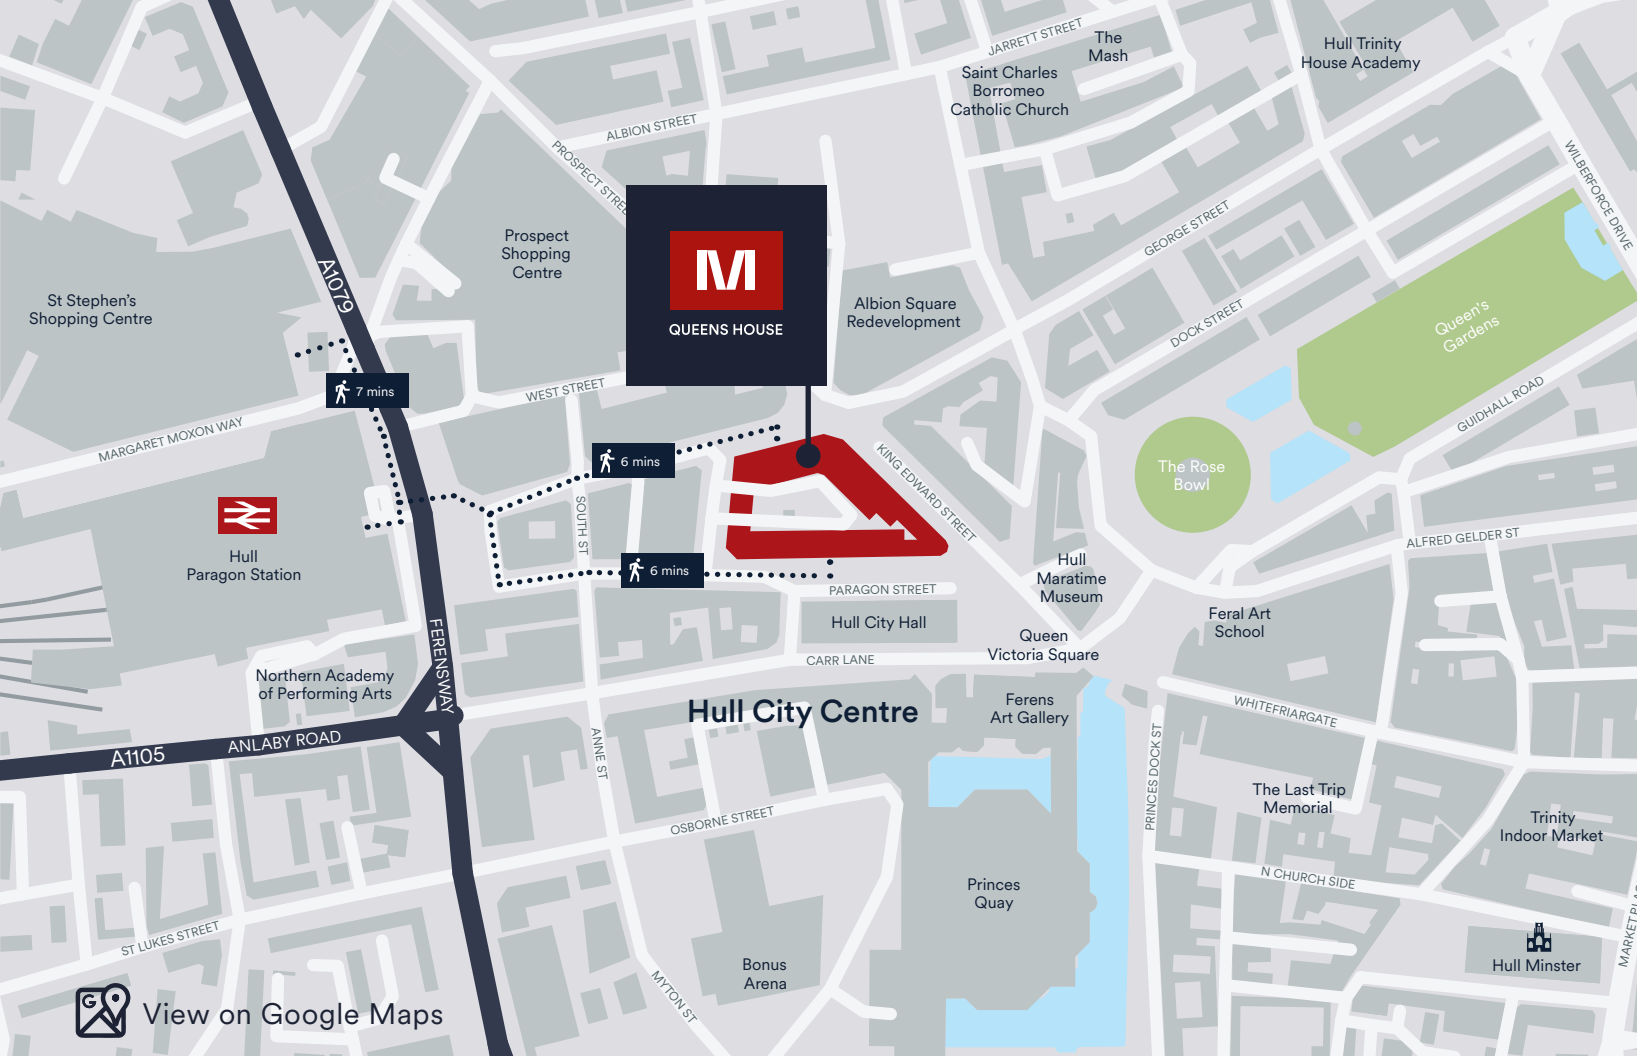 JARRETT STREET
The
Mash
Hull Trinity
House Academy
Saint Charles
Borromeo
Catholic Church
ALBION STREET
PROSPECT STREE
WILBERFORCE DRIVE
GEORGE STREET
Prospect
Shopping
Centre
M
QUEENS HOUSE
A1079
St Stephen's
Shopping Centre
Albion Square
Redevelopment
DOCK STREET
Queen's
Gardens
7 mins
WEST STREET
GUIDHALL ROAD
MARGARET MOXON WAY
6 mins
KING EDWARD STREET
The Rose
Bowl
SOUTH ST
ALFRED GELDER ST
Hull
Paragon Station
6 mins
Hull
Maratime
Museum
PARAGON STREET
Hull City Hall
Feral Art
School
Queen
Victoria Square
CARR LANE
FERENSWAY
Northern Academy
of Performing Arts
Hull City Centre
Ferens
Art Gallery
WHITEFRIARGATE
A1105
ANLABY ROAD
ANNE ST
PRINCES DOCK ST
The Last Trip
Memorial
OSBORNE STREET
Trinity
Indoor Market
N CHURCH SIDE
Princes
Quay
MARKET PLAC
ST LUKES STREET
Hull Minster
Bonus
Arena
MYTON ST
G
View on Google Maps